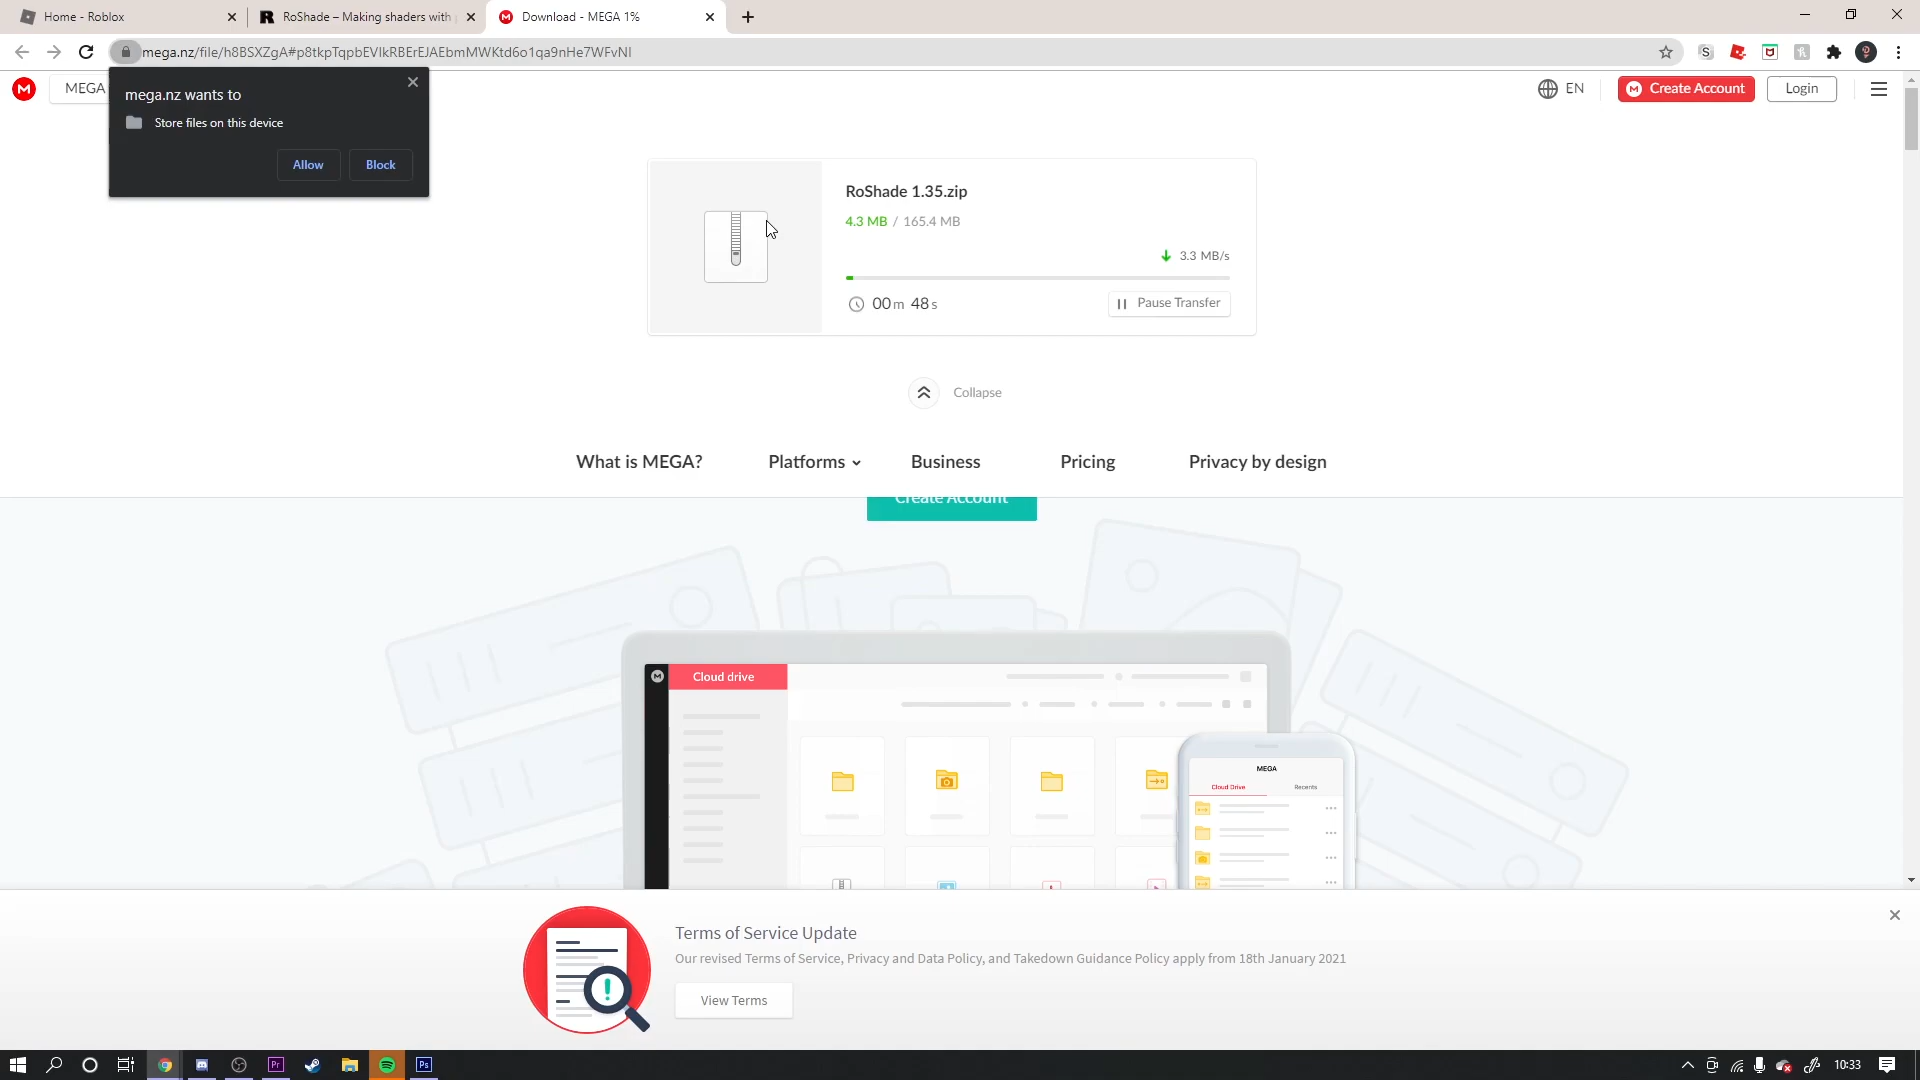 Home - Roblox
RoShade – Making shaders with
Download - MEGA 1%
mega.nz/file/h8BSXZgA#p8tkpTqpbEVIkRBErEJAEbmMWKtd6o1qa9nHe7WFvNI
MEGA
EN
Create Account
Login
mega.nz wants to
Store files on this device
Allow
Block
RoShade 1.35.zip
4.3 MB / 165.4 MB
3.3 MB/s
00 m 48 s
Pause Transfer
Collapse
What is MEGA?
Platforms
Business
Pricing
Privacy by design
Create Account
Cloud drive
MEGA
Cloud Drive
Recents
Terms of Service Update
Our revised Terms of Service, Privacy and Data Policy, and Takedown Guidance Policy apply from 18th January 2021
View Terms
Pr
Ps
10:33